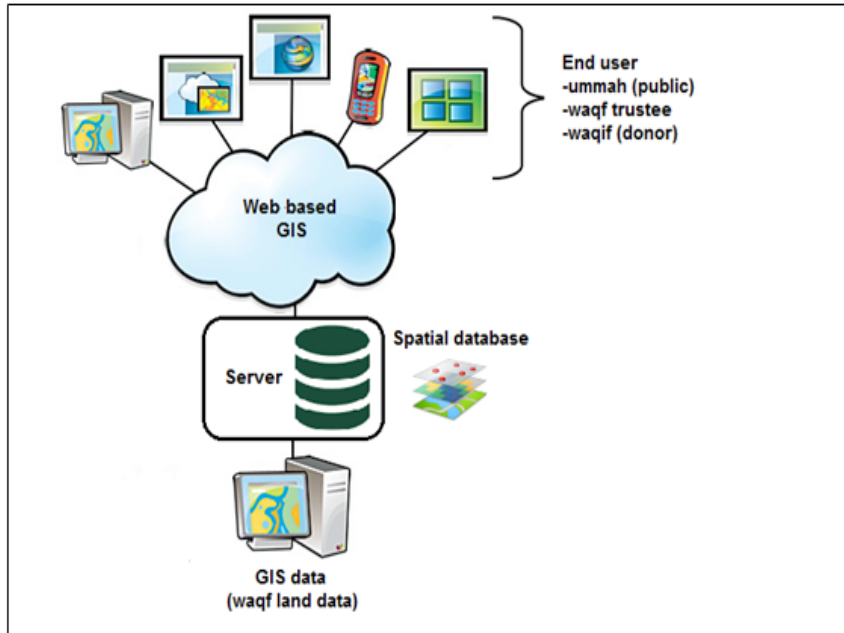 End user
-ummah (public)
-waqf trustee
-waqif (donor)
Web based
GIS
Spatial database
Server
GIS data
(waqf land data)